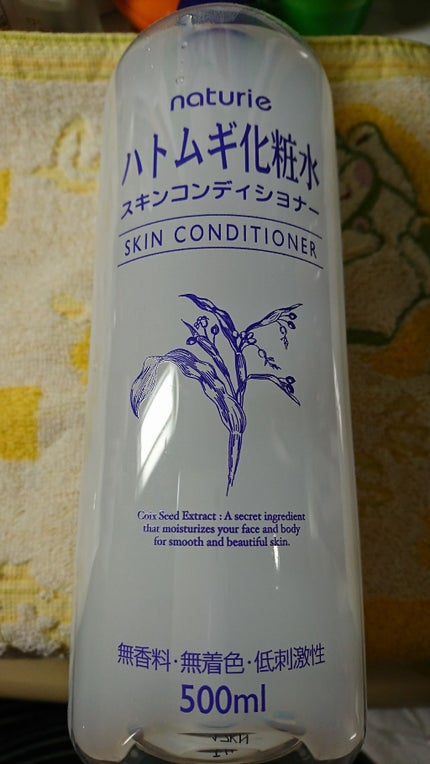 naturie
ハトムギ化粧水
スキンコンディショナー
SKIN CONDITIONER
Coix Seed Extract : A secret ingredient
that moisturizes your face and body
for smooth and beautiful skin.
無香料・無着色・低刺激性
500ml